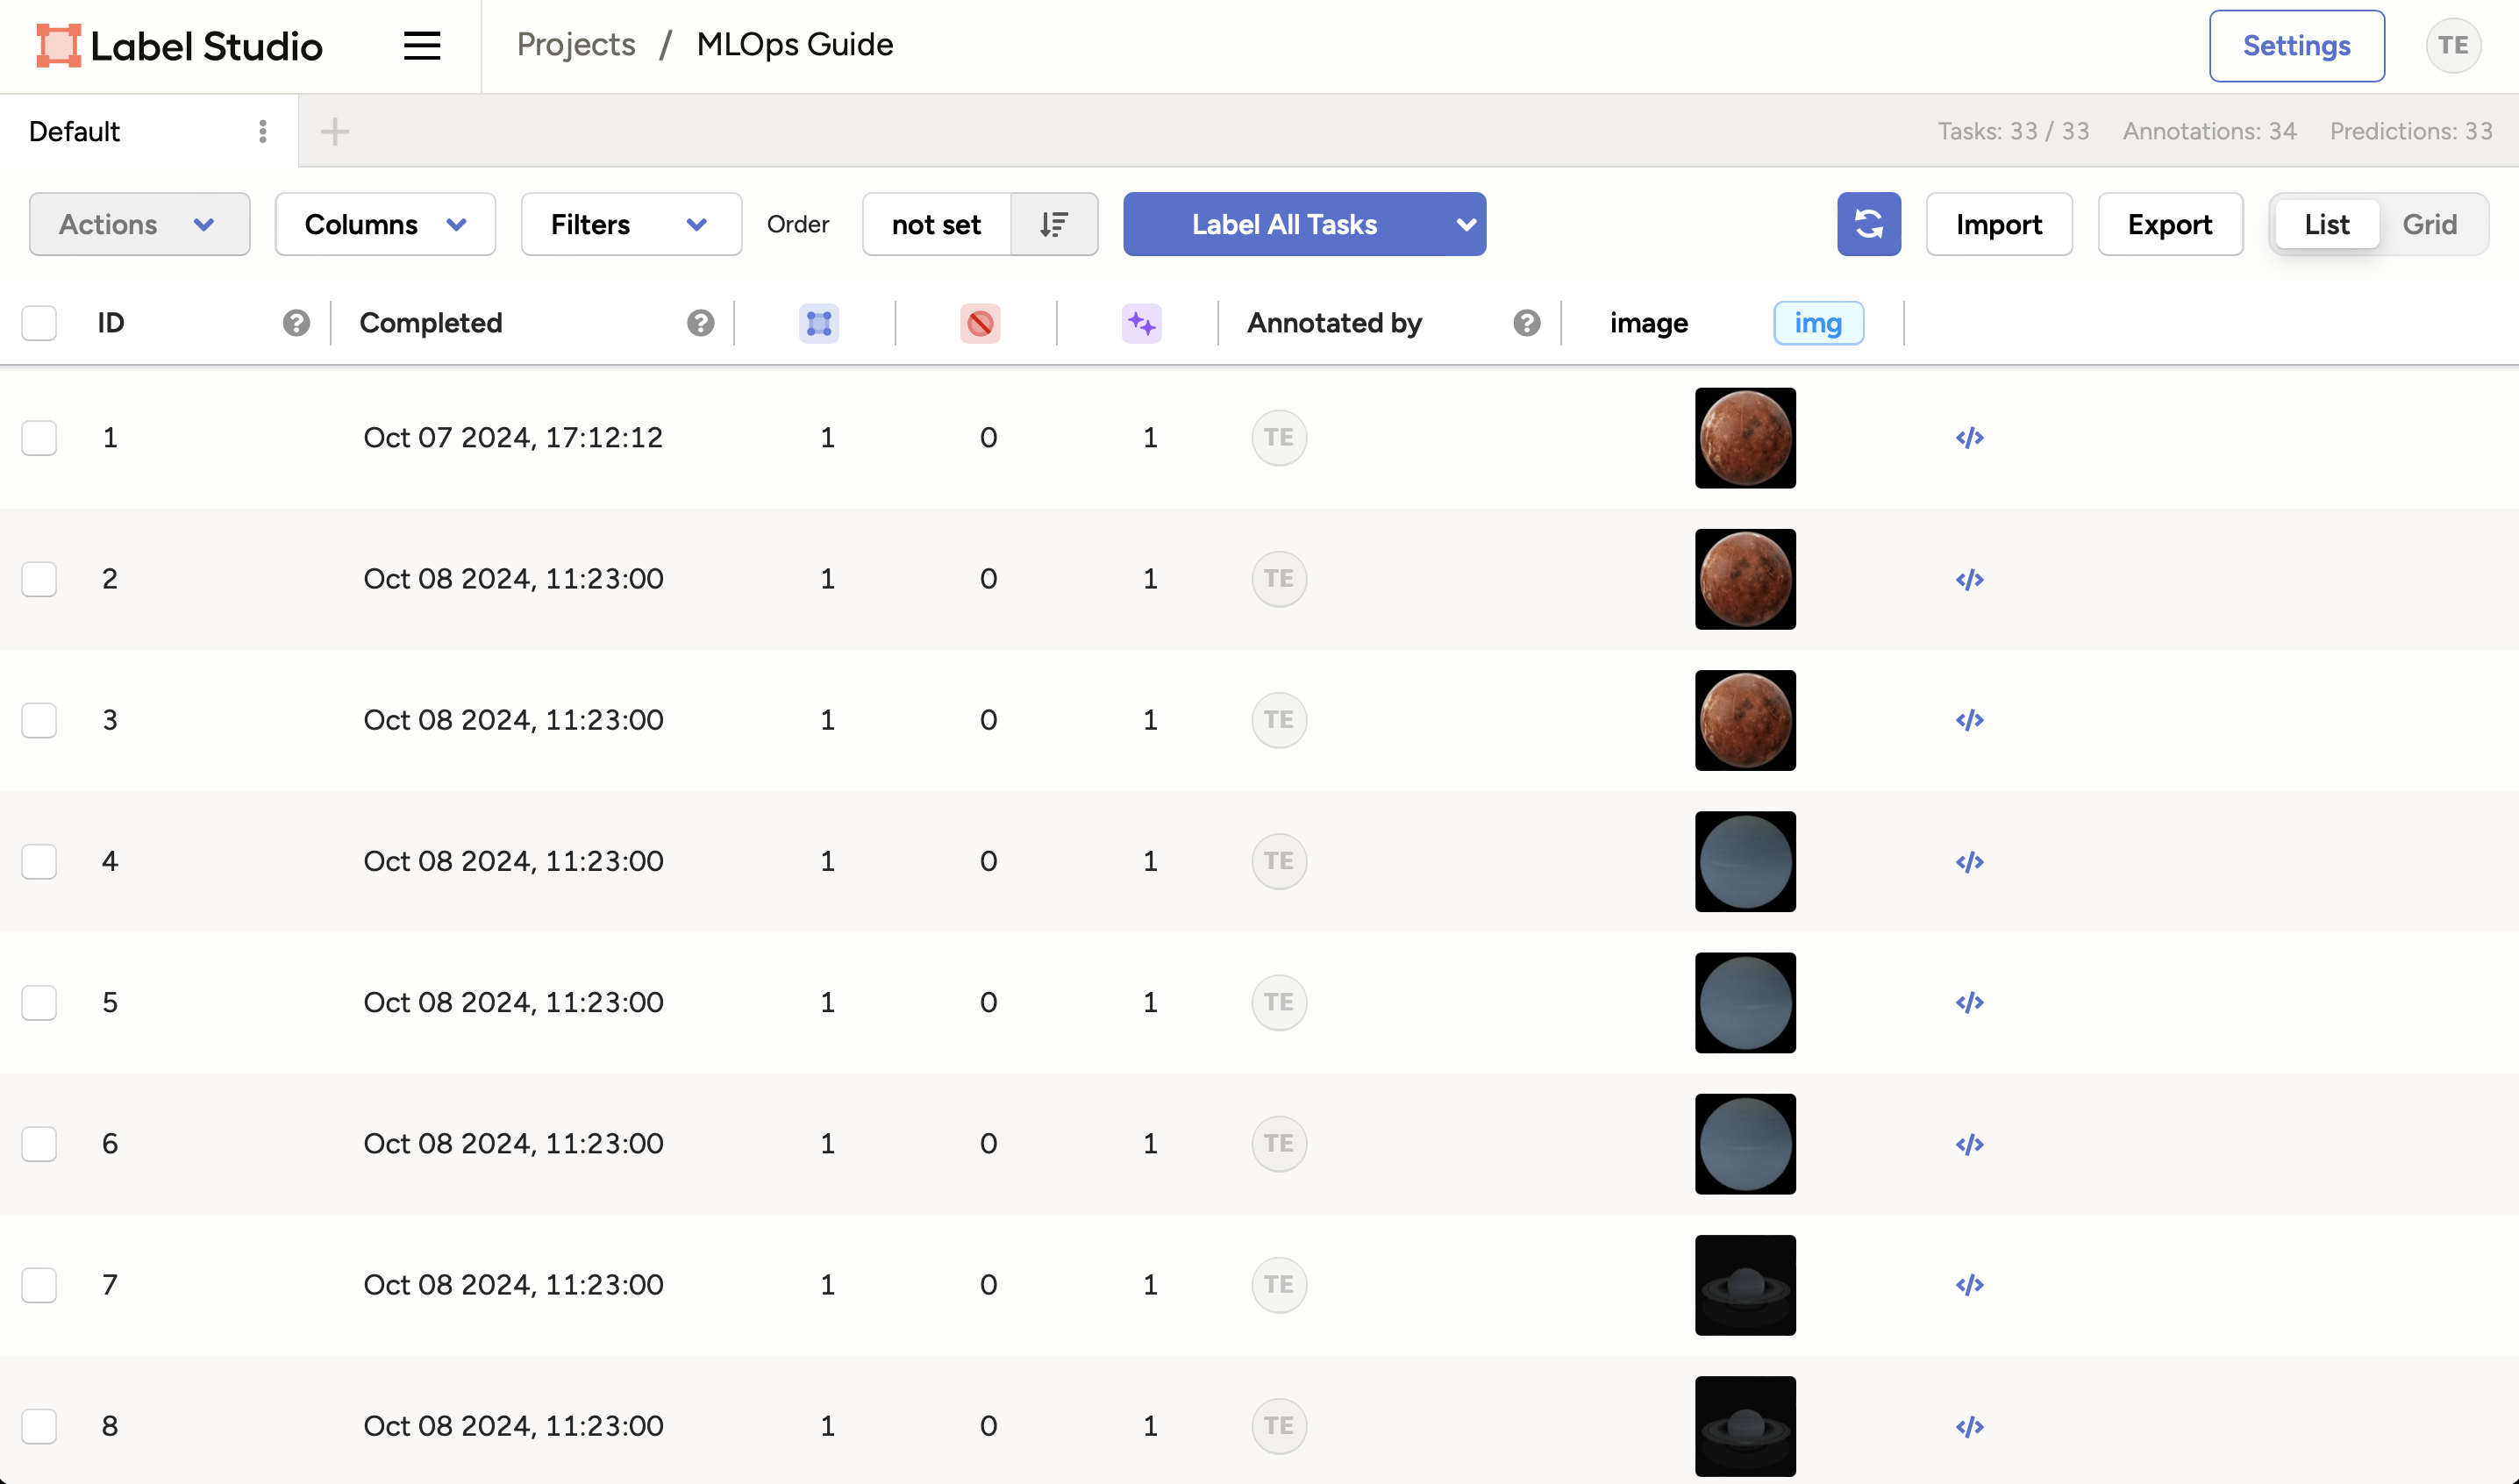 Label Studio Projects / MLOps Guide Settings TE
Default Tasks: 33 / 33 Annotations: 34 Predictions: 33
Actions Columns Filters Order not set Label All Tasks Import Export List Grid
ID Completed Annotated by image img
1 Oct 07 2024, 17:12:12 1 0 1 TE
2 Oct 08 2024, 11:23:00 1 0 1 TE
3 Oct 08 2024, 11:23:00 1 0 1 TE
4 Oct 08 2024, 11:23:00 1 0 1 TE
5 Oct 08 2024, 11:23:00 1 0 1 TE
6 Oct 08 2024, 11:23:00 1 0 1 TE
7 Oct 08 2024, 11:23:00 1 0 1 TE
8 Oct 08 2024, 11:23:00 1 0 1 TE